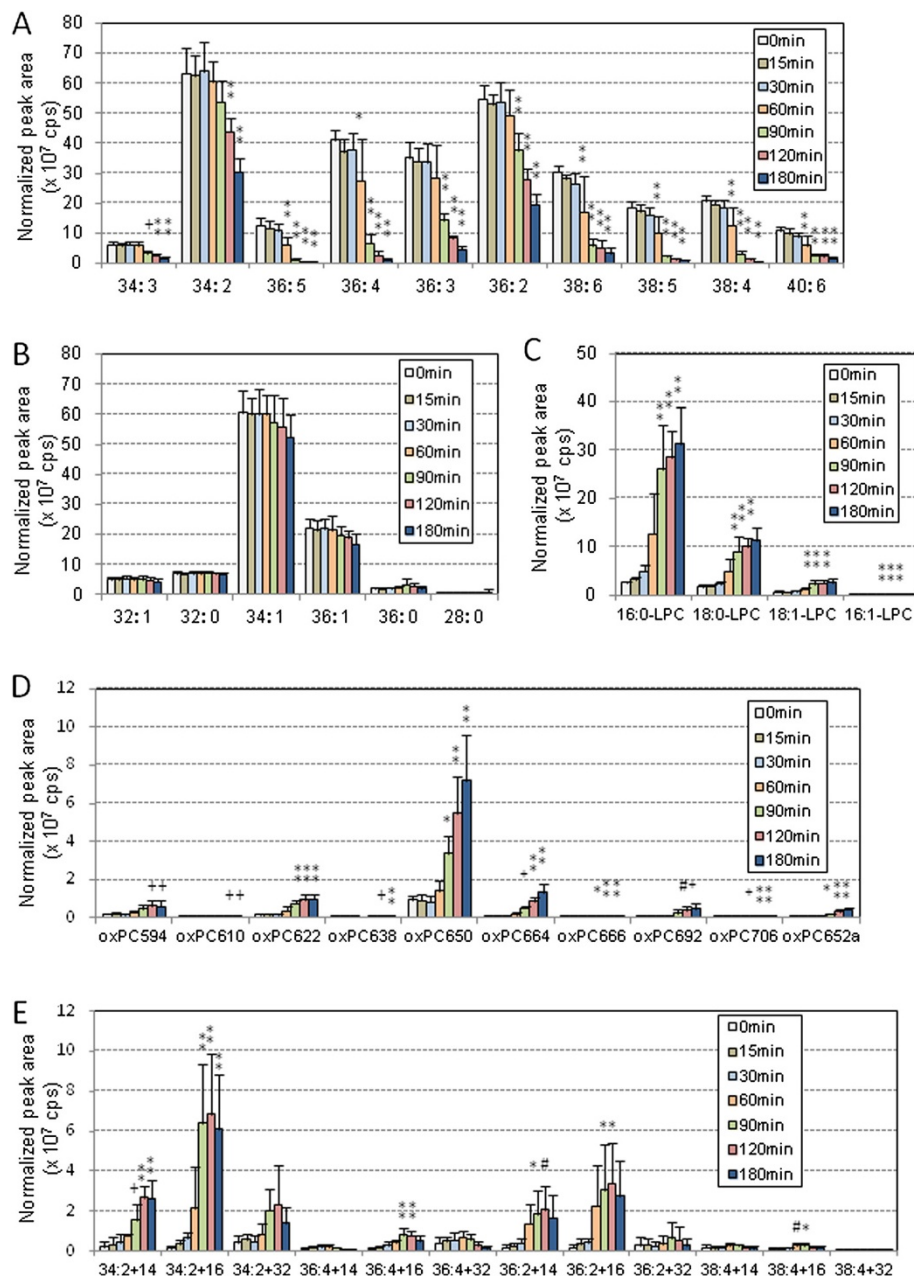 A
Normalized peak area
(x 10⁷ cps)
80
70
60
50
40
30
20
10
0
0min
15min
30min
60min
90min
120min
180min
34:3 34:2 36:5 36:4 36:3 36:2 38:6 38:5 38:4 40:6
+ ** ** ** ** ** ** ** * ** ** ** ** ** ** ** ** ** ** ** ** ** ** ** ** ** ** ** ** ** ** ** ** ** **
B
Normalized peak area
(x 10⁷ cps)
80
70
60
50
40
30
20
10
0
0min
15min
30min
60min
90min
120min
180min
32:1 32:0 34:1 36:1 36:0 28:0
C
Normalized peak area
(x 10⁷ cps)
50
40
30
20
10
0
0min
15min
30min
60min
90min
120min
180min
** ** ** ** ** ** ** ** ** ** ** **
16:0-LPC 18:0-LPC 18:1-LPC 16:1-LPC
D
Normalized peak area
(x 10⁷ cps)
12
10
8
6
4
2
0
0min
15min
30min
60min
90min
120min
180min
+ + + + ** ** ** + ** * ** ** + ** ** * ** ** # + + ** ** * ** **
oxPC594 oxPC610 oxPC622 oxPC638 oxPC650 oxPC664 oxPC666 oxPC692 oxPC706 oxPC652a
E
Normalized peak area
(x 10⁷ cps)
12
10
8
6
4
2
0
0min
15min
30min
60min
90min
120min
180min
+ ** ** ** ** ** ** ** * # * * # *
34:2+14 34:2+16 34:2+32 36:4+14 36:4+16 36:4+32 36:2+14 36:2+16 36:2+32 38:4+14 38:4+16 38:4+32